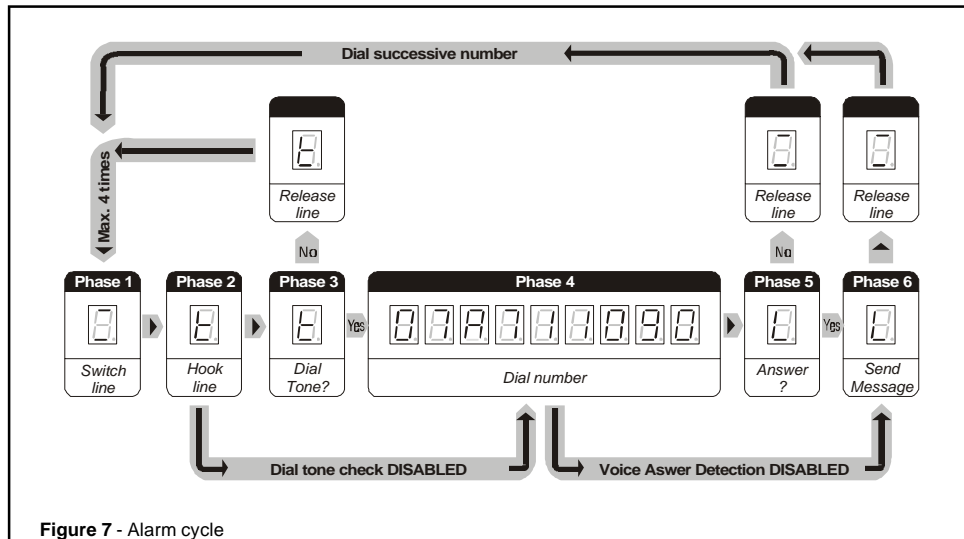 Dial successive number
Max. 4 times
Release
line
Release
line
Release
line
No
No
Phase 1
Switch
line
Phase 2
Hook
line
Phase 3
Dial
Tone?
Yes
Phase 4
07A711090
Dial number
Phase 5
Answer
?
Yes
Phase 6
Send
Message
Dial tone check DISABLED
Voice Aswer Detection DISABLED
Figure 7 - Alarm cycle